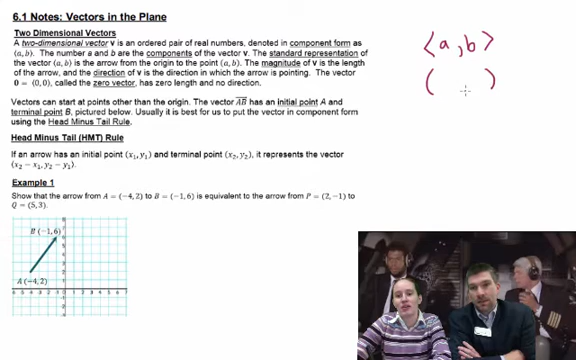 6.1 Notes: Vectors in the Plane
Two Dimensional Vectors
A two-dimensional vector v is an ordered pair of real numbers, denoted in component form as
⟨a, b⟩. The number a and b are the components of the vector v. The standard representation of
the vector ⟨a, b⟩ is the arrow from the origin to the point (a, b). The magnitude of v is the length
of the arrow, and the direction of v is the direction in which the arrow is pointing. The vector
0 = ⟨0, 0⟩, called the zero vector, has zero length and no direction.
Vectors can start at points other than the origin. The vector AB has an initial point A and
terminal point B, pictured below. Usually it is best for us to put the vector in component form
using the Head Minus Tail Rule.
Head Minus Tail (HMT) Rule
If an arrow has an initial point (x₁, y₁) and terminal point (x₂, y₂), it represents the vector
⟨x₂ − x₁, y₂ − y₁⟩.
Example 1
Show that the arrow from A = (−4, 2) to B = (−1, 6) is equivalent to the arrow from P = (2, −1) to
Q = (5, 3).
B (−1, 6)
A (−4, 2)
⟨a, b⟩
( )